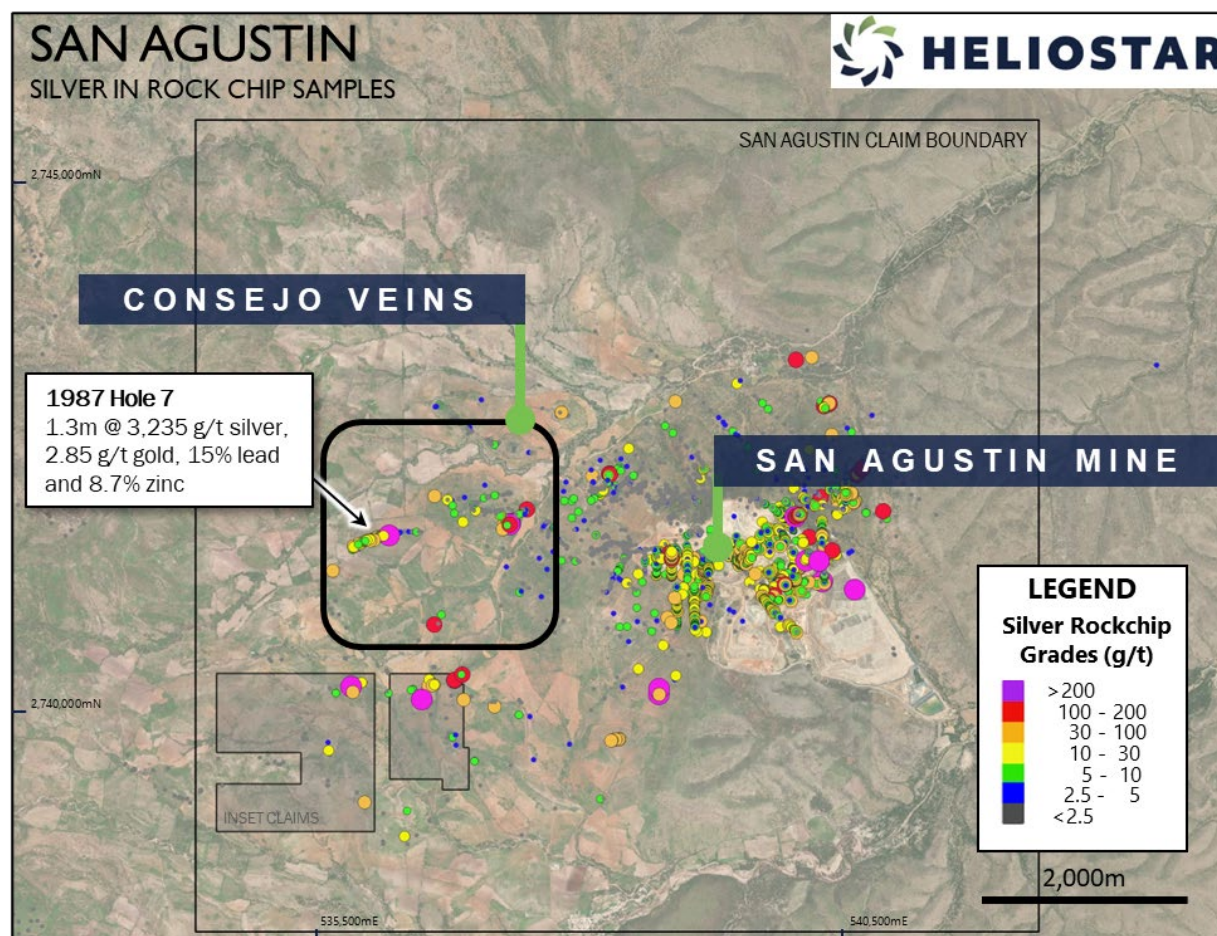 SAN AGUSTIN
SILVER IN ROCK CHIP SAMPLES
HELIOSTAR
SAN AGUSTIN CLAIM BOUNDARY
2,745,000mN
CONSEJO VEINS
1987 Hole 7
1.3m @ 3,235 g/t silver,
2.85 g/t gold, 15% lead
and 8.7% zinc
SAN AGUSTIN MINE
LEGEND
Silver Rockchip
Grades (g/t)
>200
100 - 200
30 - 100
10 - 30
5 - 10
2.5 - 5
<2.5
2,740,000mN
INSET CLAIMS
2,000m
535,500mE
540,500mE